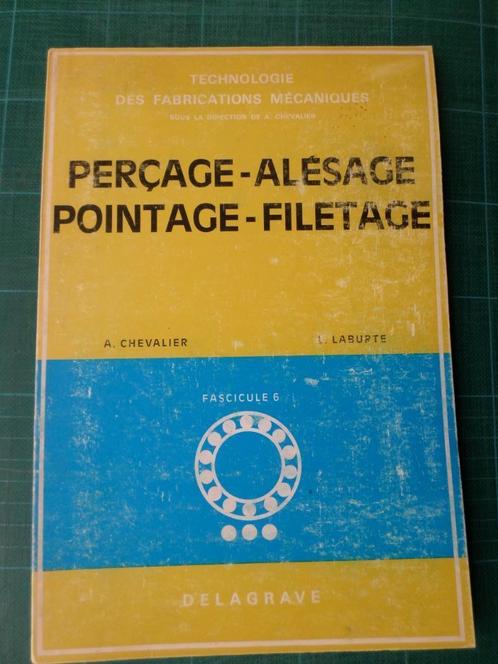 TECHNOLOGIE
DES FABRICATIONS MÉCANIQUES
SOUS LA DIRECTION DE A. CHEVALIER
PERÇAGE-ALÉSAGE
POINTAGE-FILETAGE
A. CHEVALIER L. LABURTE
FASCICULE 6
DELAGRAVE